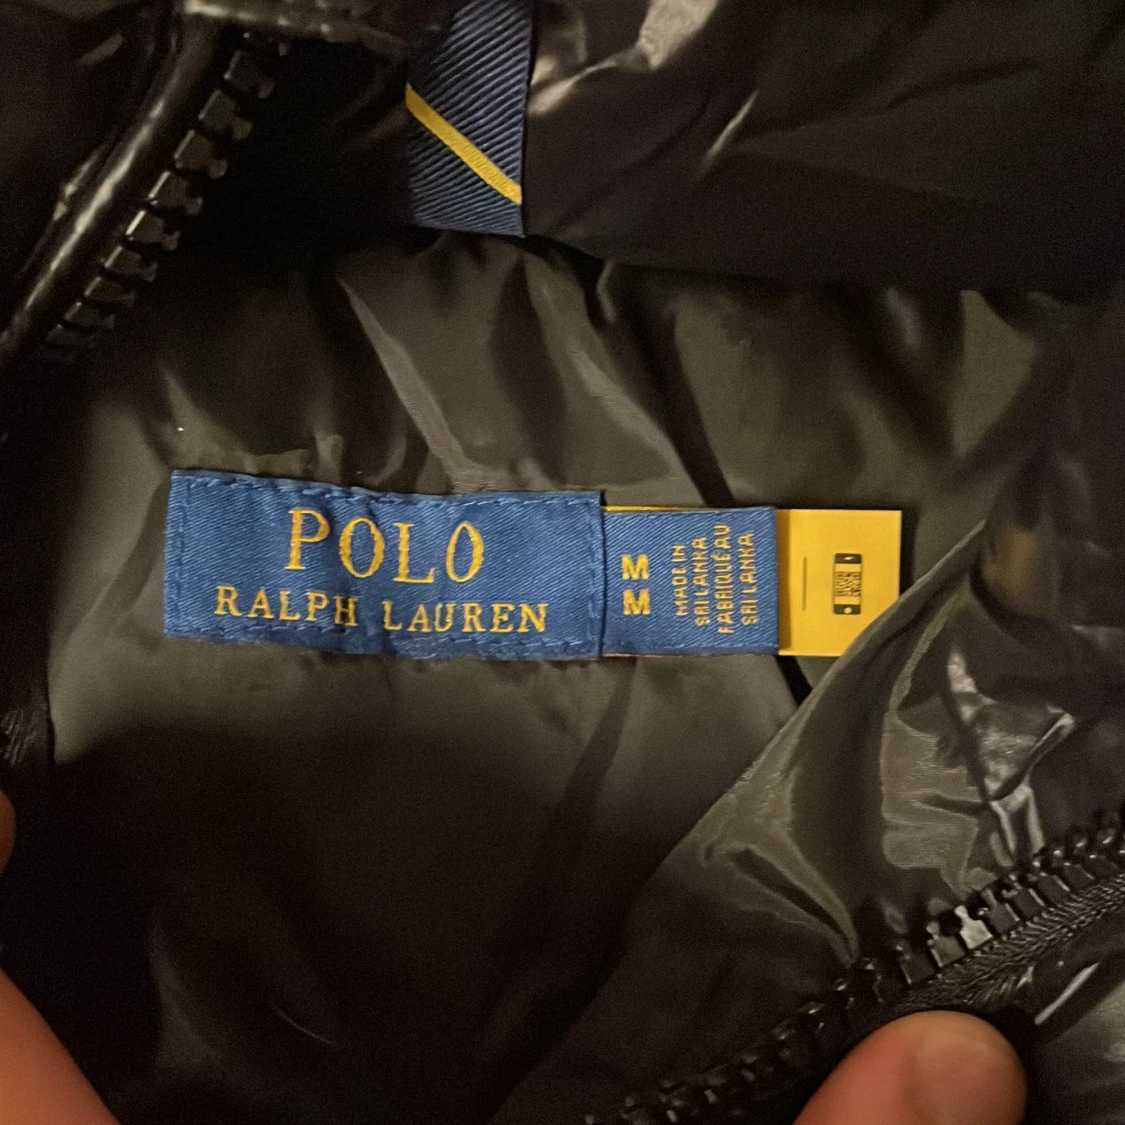 POLO
RALPH LAUREN
M
M
MADE IN
SRI LANKA
FABRIQUÉ AU
SRI LANKA